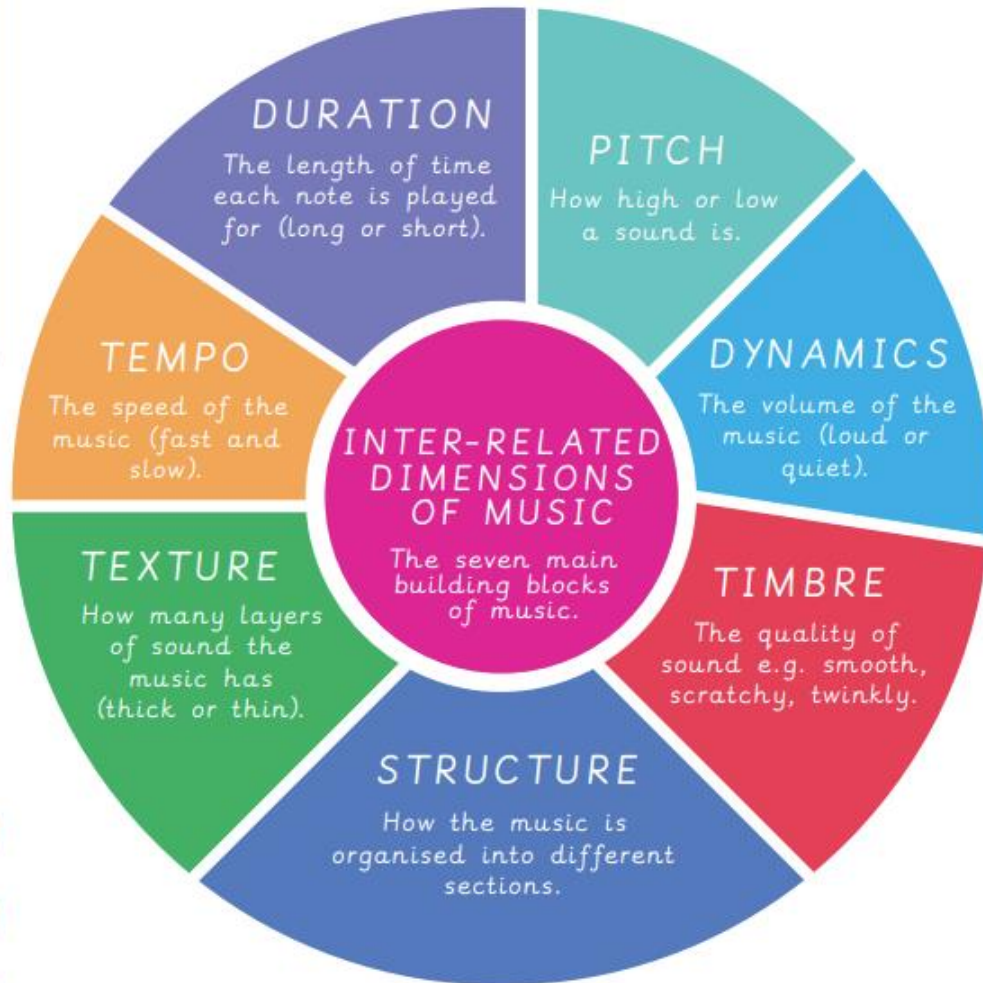 DURATION
The length of time
each note is played
for (long or short).
PITCH
How high or low
a sound is.
DYNAMICS
The volume of the
music (loud or
quiet).
TIMBRE
The quality of
sound e.g. smooth,
scratchy, twinkly.
STRUCTURE
How the music is
organised into different
sections.
TEXTURE
How many layers
of sound the
music has
(thick or thin).
TEMPO
The speed of the
music (fast and
slow).
INTER-RELATED
DIMENSIONS
OF MUSIC
The seven main
building blocks
of music.